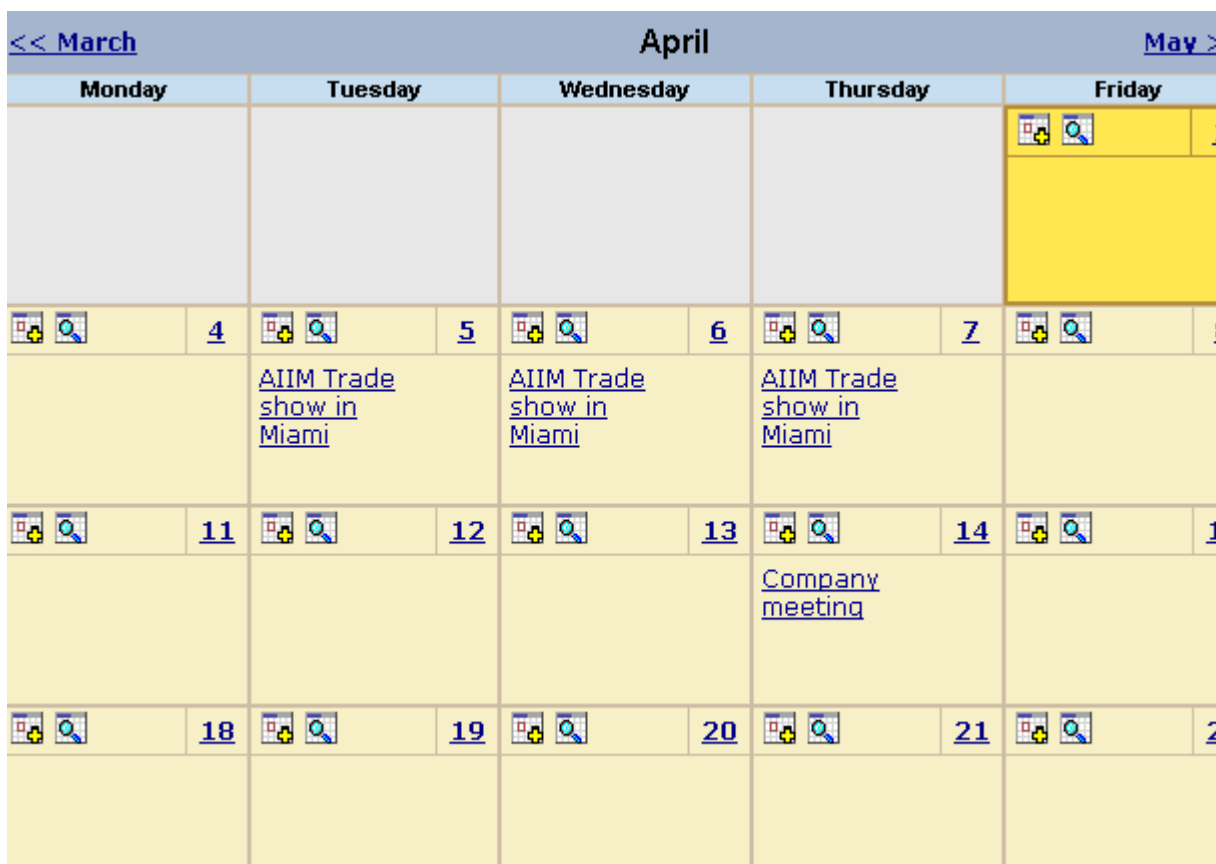 << March April May >
Monday Tuesday Wednesday Thursday Friday
4 5 6 7
AIIM Trade
show in
Miami
AIIM Trade
show in
Miami
AIIM Trade
show in
Miami
11 12 13 14
Company
meeting
18 19 20 21